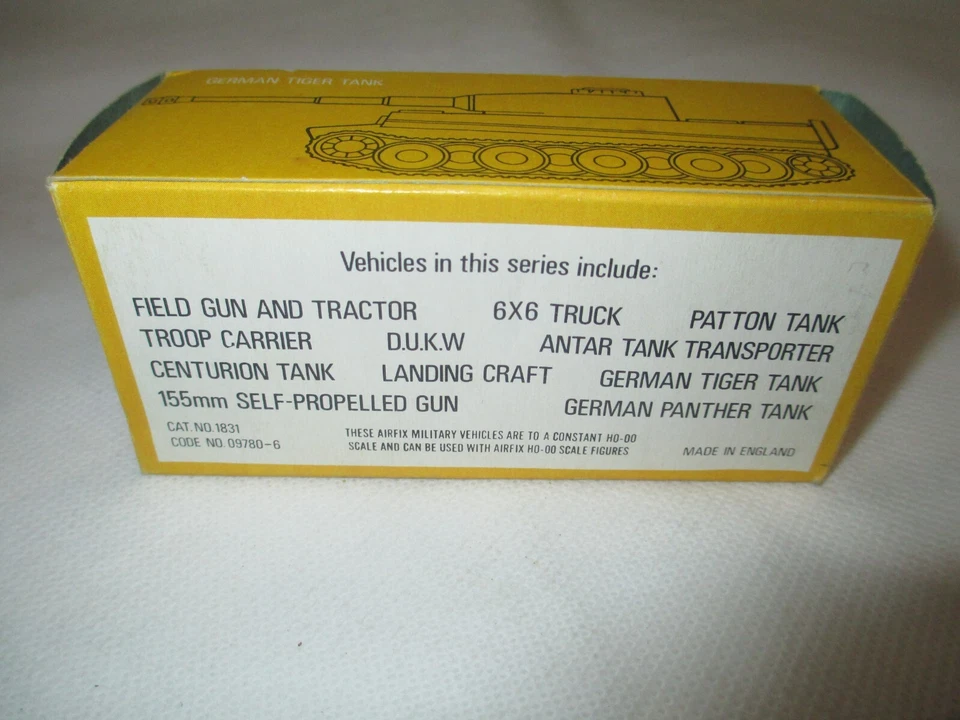 GERMAN TIGER TANK
Vehicles in this series include:
FIELD GUN AND TRACTOR 6X6 TRUCK PATTON TANK
TROOP CARRIER D.U.K.W ANTAR TANK TRANSPORTER
CENTURION TANK LANDING CRAFT GERMAN TIGER TANK
155mm SELF-PROPELLED GUN GERMAN PANTHER TANK
CAT. NO. 1831
CODE NO. 09780-6
THESE AIRFIX MILITARY VEHICLES ARE TO A CONSTANT HO-OO
SCALE AND CAN BE USED WITH AIRFIX HO-OO SCALE FIGURES
MADE IN ENGLAND